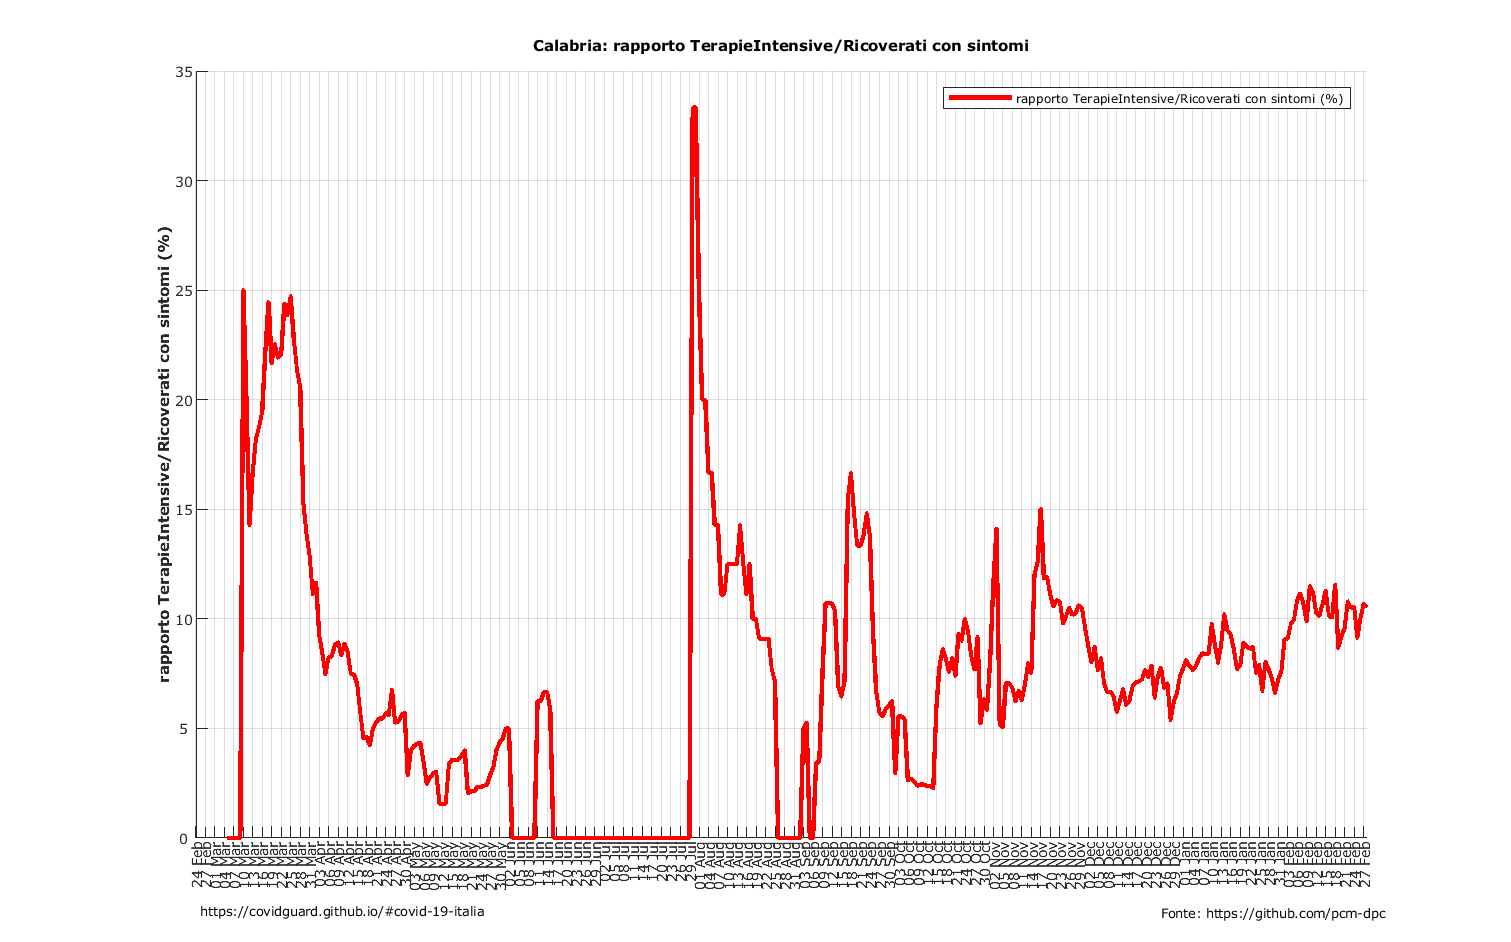 Calabria: rapporto TerapieIntensive/Ricoverati con sintomi
rapporto TerapieIntensive/Ricoverati con sintomi (%)
rapporto TerapieIntensive/Ricoverati con sintomi (%)
35
30
25
20
15
10
5
0
24 Feb
27 Feb
01 Mar
04 Mar
07 Mar
10 Mar
13 Mar
16 Mar
19 Mar
22 Mar
25 Mar
28 Mar
31 Mar
03 Apr
06 Apr
09 Apr
12 Apr
15 Apr
18 Apr
21 Apr
24 Apr
27 Apr
30 Apr
03 May
06 May
09 May
12 May
15 May
18 May
21 May
24 May
27 May
30 May
02 Jun
05 Jun
08 Jun
11 Jun
14 Jun
17 Jun
20 Jun
23 Jun
26 Jun
29 Jun
02 Jul
05 Jul
08 Jul
11 Jul
14 Jul
17 Jul
20 Jul
23 Jul
26 Jul
29 Jul
01 Aug
04 Aug
07 Aug
10 Aug
13 Aug
16 Aug
19 Aug
22 Aug
25 Aug
28 Aug
31 Aug
03 Sep
06 Sep
09 Sep
12 Sep
15 Sep
18 Sep
21 Sep
24 Sep
27 Sep
30 Sep
03 Oct
06 Oct
09 Oct
12 Oct
15 Oct
18 Oct
21 Oct
24 Oct
27 Oct
30 Oct
02 Nov
05 Nov
08 Nov
11 Nov
14 Nov
17 Nov
20 Nov
23 Nov
26 Nov
29 Nov
02 Dec
05 Dec
08 Dec
11 Dec
14 Dec
17 Dec
20 Dec
23 Dec
26 Dec
29 Dec
01 Jan
04 Jan
07 Jan
10 Jan
13 Jan
16 Jan
19 Jan
22 Jan
25 Jan
28 Jan
31 Jan
03 Feb
06 Feb
09 Feb
12 Feb
15 Feb
18 Feb
21 Feb
24 Feb
27 Feb
https://covidguard.github.io/#covid-19-italia
Fonte: https://github.com/pcm-dpc